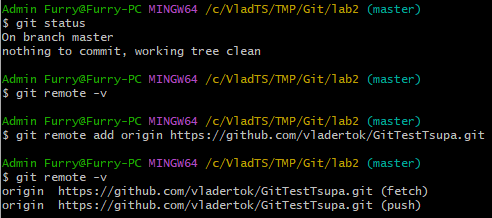 Admin Furry@Furry-PC MINGW64 /c/VladTS/TMP/Git/lab2 (master)
$ git status
On branch master
nothing to commit, working tree clean
Admin Furry@Furry-PC MINGW64 /c/VladTS/TMP/Git/lab2 (master)
$ git remote -v
Admin Furry@Furry-PC MINGW64 /c/VladTS/TMP/Git/lab2 (master)
$ git remote add origin https://github.com/vladertok/GitTestTsupa.git
Admin Furry@Furry-PC MINGW64 /c/VladTS/TMP/Git/lab2 (master)
$ git remote -v
origin  https://github.com/vladertok/GitTestTsupa.git (fetch)
origin  https://github.com/vladertok/GitTestTsupa.git (push)